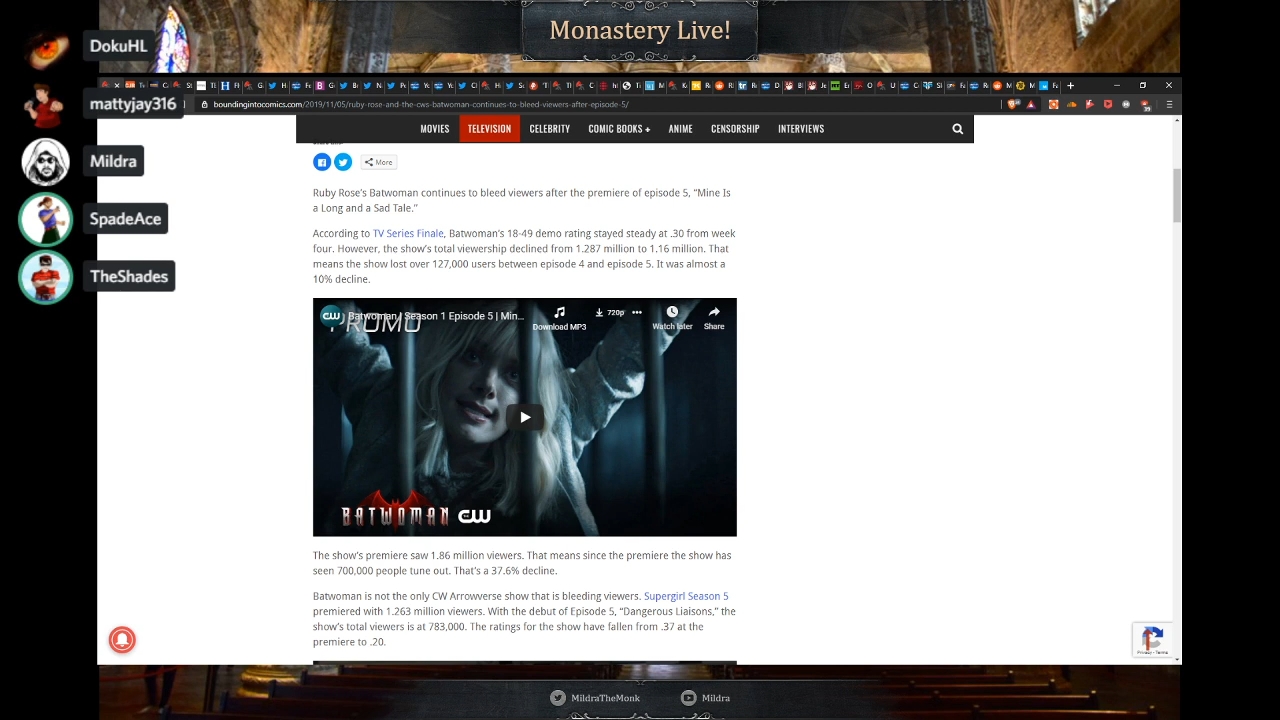 Monastery Live!
DokuHL
mattyjay316
Mildra
SpadeAce
TheShades
boundingintocomics.com/2019/11/05/ruby-rose-and-the-cws-batwoman-continues-to-bleed-viewers-after-episode-5/
MOVIES TELEVISION CELEBRITY COMIC BOOKS + ANIME CENSORSHIP INTERVIEWS
More
Ruby Rose's Batwoman continues to bleed viewers after the premiere of episode 5, “Mine Is
a Long and a Sad Tale.”
According to TV Series Finale, Batwoman's 18-49 demo rating stayed steady at .30 from week
four. However, the show's total viewership declined from 1.287 million to 1.16 million. That
means the show lost over 127,000 users between episode 4 and episode 5. It was almost a
10% decline.
PROMO
Batwoman | Season 1 Episode 5 | Min...
Download MP3
720p
Watch later
Share
BATWOMAN CW
The show's premiere saw 1.86 million viewers. That means since the premiere the show has
seen 700,000 people tune out. That's a 37.6% decline.
Batwoman is not the only CW Arrowverse show that is bleeding viewers. Supergirl Season 5
premiered with 1.263 million viewers. With the debut of Episode 5, “Dangerous Liaisons,” the
show's total viewers is at 783,000. The ratings for the show have fallen from .37 at the
premiere to .20.
Privacy - Terms
MildraTheMonk
Mildra